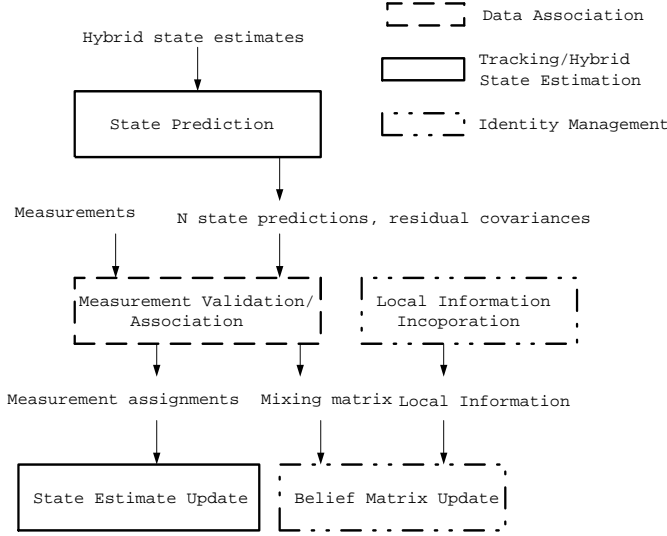 Data Association
Hybrid state estimates
Tracking/Hybrid
State Estimation
State Prediction
Identity Management
Measurements
N state predictions, residual covariances
Measurement Validation/
Association
Local Information
Incoporation
Measurement assignments
Mixing matrix
Local Information
State Estimate Update
Belief Matrix Update